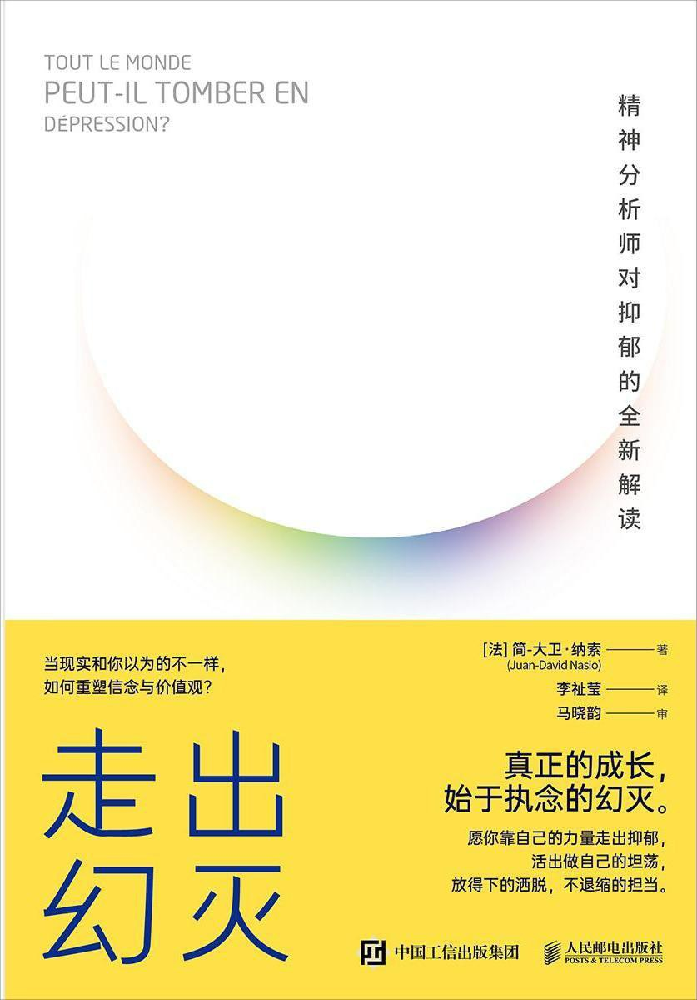 TOUT LE MONDE
PEUT-IL TOMBER EN
DÉPRESSION?
精神分析师对抑郁的全新解读
当现实和你以为的不一样，
如何重塑信念与价值观？
走出
幻灭
[法] 简-大卫·纳索 著
(Juan-David Nasio)
李祉莹 译
马晓韵 审
真正的成长，
始于执念的幻灭。
愿你靠自己的力量走出抑郁，
活出做自己的坦荡，
放得下的洒脱，不退缩的担当。
中国工信出版集团
人民邮电出版社
POSTS & TELECOM PRESS